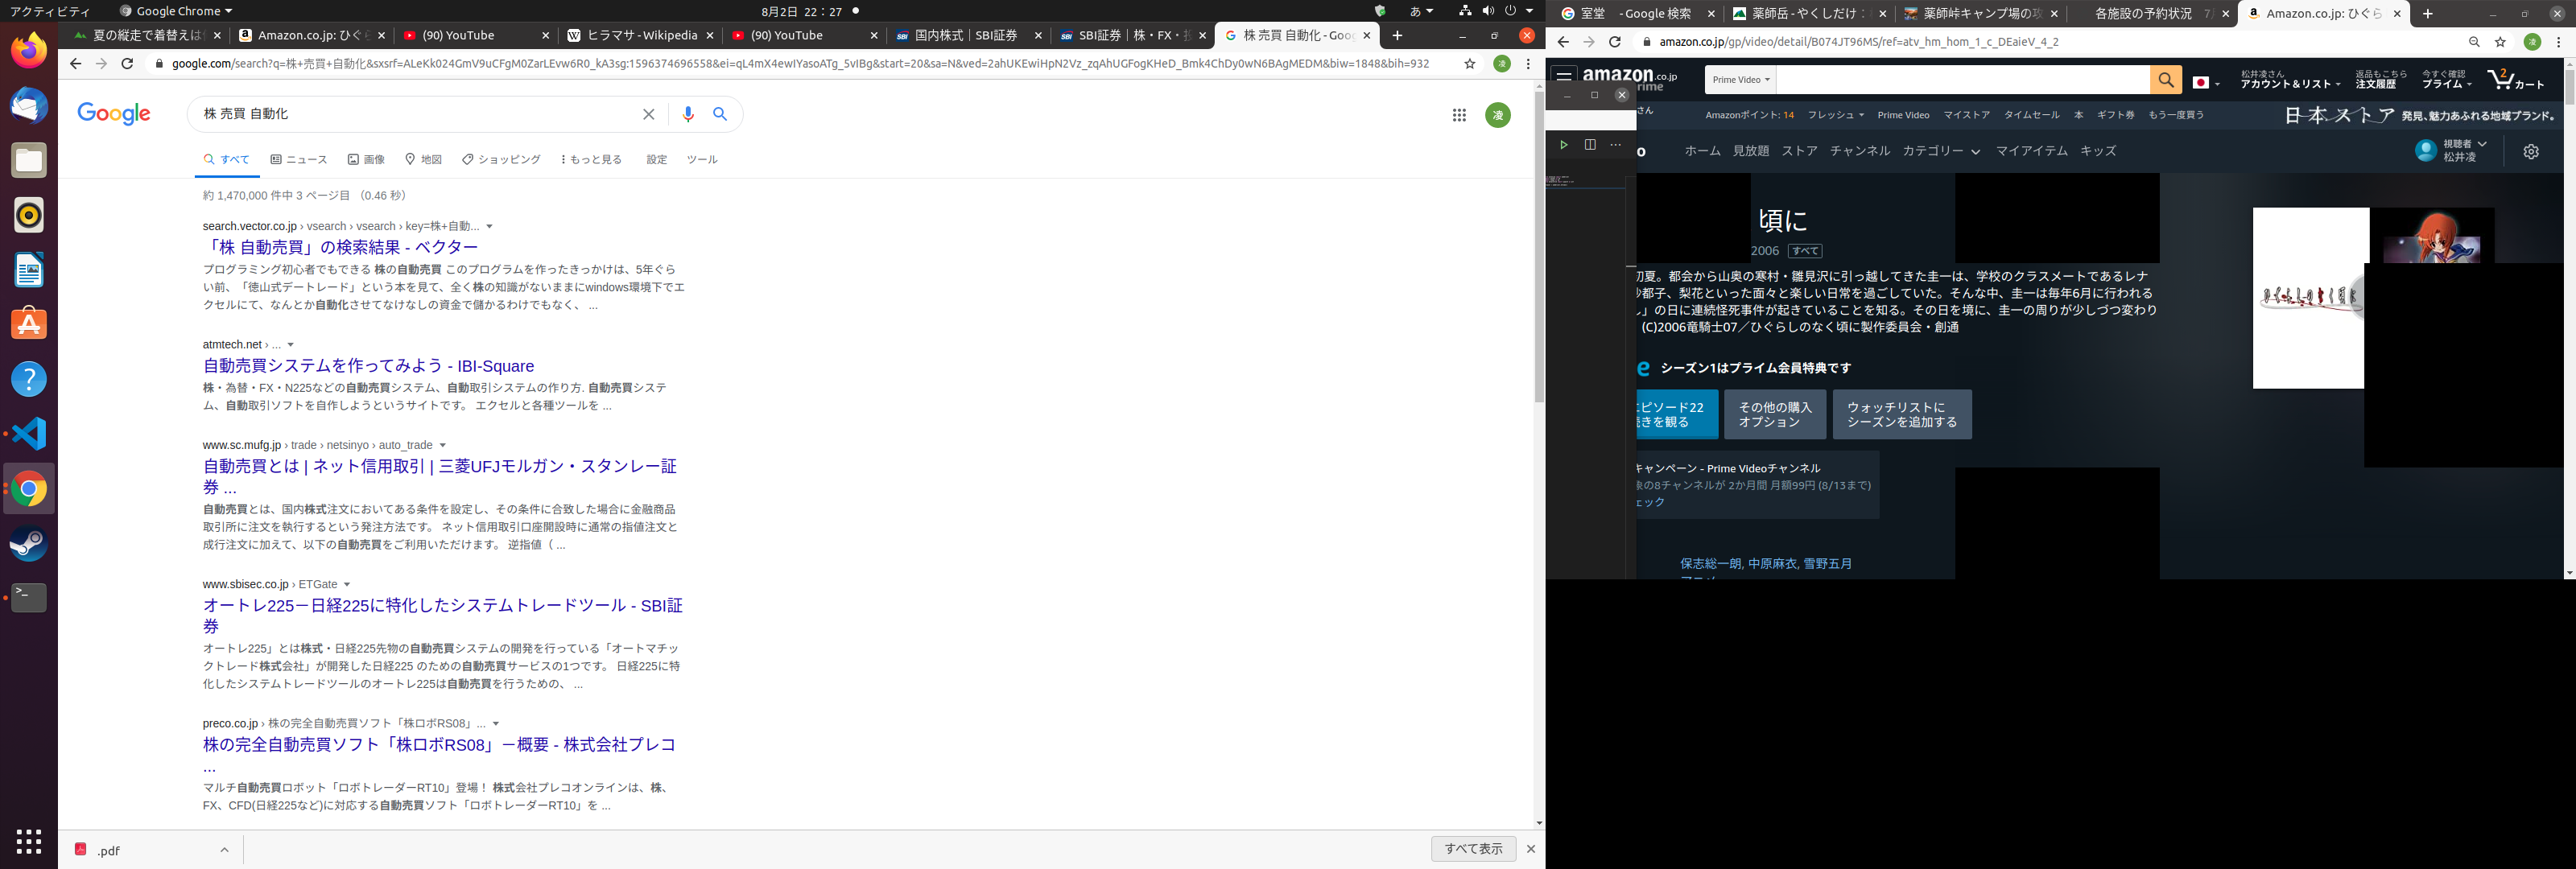 アクティビティ
Google Chrome
8月2日 22：27
あ
夏の縦走で着替えは
Amazon.co.jp: ひぐ
(90) YouTube
ヒラマサ - Wikipedia
(90) YouTube
国内株式｜SBI証券
SBI証券｜株・FX・
株 売買 自動化 - Goo
google.com/search?q=株+売買+自動化&sxsrf=ALeKk024GmV9uCFgM0ZarLEvw6R0_kA3sg:1596374696558&ei=qL4mX4ewIYasoATg_5vIBg&start=20&sa=N&ved=2ahUKEwiHpN2Vz_zqAhUGFogKHeD_Bmk4ChDy0wN6BAgMEDM&biw=1848&bih=932
凌
Google
株 売買 自動化
凌
すべて
ニュース
画像
地図
ショッピング
もっと見る
設定
ツール
約 1,470,000 件中 3 ページ目 （0.46 秒）
search.vector.co.jp › vsearch › vsearch › key=株+自動...
「株 自動売買」の検索結果 - ベクター
プログラミング初心者でもできる 株の自動売買 このプログラムを作ったきっかけは、5年ぐら
い前、「徳山式デートレード」という本を見て、全く株の知識がないままにwindows環境下でエ
クセルにて、なんとか自動化させてなけなしの資金で儲かるわけでもなく、 ...
atmtech.net › ...
自動売買システムを作ってみよう - IBI-Square
株・為替・FX・N225などの自動売買システム、自動取引システムの作り方. 自動売買システ
ム、自動取引ソフトを自作しようというサイトです。 エクセルと各種ツールを ...
www.sc.mufg.jp › trade › netsinyo › auto_trade
自動売買とは | ネット信用取引 | 三菱UFJモルガン・スタンレー証
券 ...
自動売買とは、国内株式注文においてある条件を設定し、その条件に合致した場合に金融商品
取引所に注文を執行するという発注方法です。 ネット信用取引口座開設時に通常の指値注文と
成行注文に加えて、以下の自動売買をご利用いただけます。 逆指値（ ...
www.sbisec.co.jp › ETGate
オートレ225－日経225に特化したシステムトレードツール - SBI証
券
オートレ225」とは株式・日経225先物の自動売買システムの開発を行っている「オートマチッ
クトレード株式会社」が開発した日経225 のための自動売買サービスの1つです。 日経225に特
化したシステムトレードツールのオートレ225は自動売買を行うための、 ...
preco.co.jp › 株の完全自動売買ソフト「株ロボRS08」...
株の完全自動売買ソフト「株ロボRS08」－概要 - 株式会社プレコ
...
マルチ自動売買ロボット「ロボトレーダーRT10」登場！ 株式会社プレコオンラインは、株、
FX、CFD(日経225など)に対応する自動売買ソフト「ロボトレーダーRT10」を ...
.pdf
すべて表示
室堂 - Google 検索
薬師岳 - やくしだけ：
薬師峠キャンプ場の攻
各施設の予約状況
Amazon.co.jp: ひぐら
amazon.co.jp/gp/video/detail/B074JT96MS/ref=atv_hm_hom_1_c_DEaieV_4_2
凌
amazon.co.jp
prime
Prime Video
松井凌さん
アカウント＆リスト
返品もこちら
注文履歴
今すぐ確認
プライム
2
カート
さん
Amazonポイント: 14
フレッシュ
Prime Video
マイストア
タイムセール
本
ギフト券
もう一度買う
日本ストア 発見、魅力あふれる地域ブランド。
o
ホーム
見放題
ストア
チャンネル
カテゴリー
マイアイテム
キッズ
視聴者
松井凌
頃に
2006
すべて
初夏。都会から山奥の寒村・雛見沢に引っ越してきた圭一は、学校のクラスメートであるレナ
沙都子、梨花といった面々と楽しい日常を過ごしていた。そんな中、圭一は毎年6月に行われる
し」の日に連続怪死事件が起きていることを知る。その日を境に、圭一の周りが少しづつ変わり
(C)2006竜騎士07／ひぐらしのなく頃に製作委員会・創通
e シーズン1はプライム会員特典です
エピソード22
続きを観る
その他の購入
オプション
ウォッチリストに
シーズンを追加する
キャンペーン - Prime Videoチャンネル
象の8チャンネルが 2か月間 月額99円 (8/13まで)
ェック
保志総一朗, 中原麻衣, 雪野五月